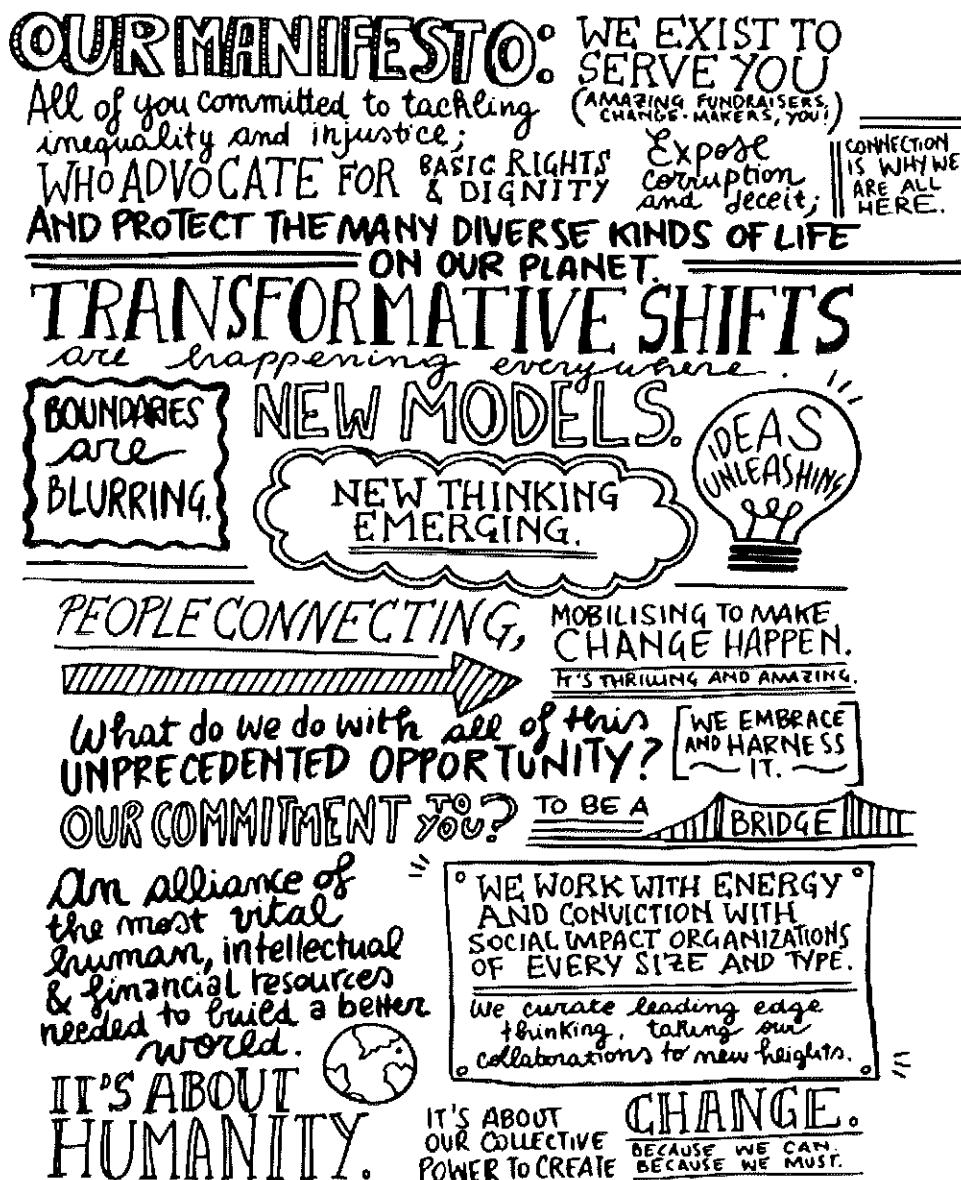 OUR MANIFESTO:
WE EXIST TO
SERVE YOU
(AMAZING FUNDRAISERS,
CHANGE-MAKERS, YOU!)
All of you committed to tackling
inequality and injustice;
WHO ADVOCATE FOR BASIC RIGHTS
& DIGNITY
Expose
corruption
and deceit;
CONNECTION
IS WHY WE
ARE ALL
HERE.
AND PROTECT THE MANY DIVERSE KINDS OF LIFE
ON OUR PLANET.
TRANSFORMATIVE SHIFTS
are happening everywhere.
BOUNDARIES
are
BLURRING.
NEW MODELS.
NEW THINKING
EMERGING.
IDEAS
UNLEASHING
PEOPLE CONNECTING,
MOBILISING TO MAKE
CHANGE HAPPEN.
IT'S THRILLING AND AMAZING.
What do we do with all of this
UNPRECEDENTED OPPORTUNITY?
[WE EMBRACE
AND HARNESS
IT.]
OUR COMMITMENT TO
YOU?
TO BE A
BRIDGE
An alliance of
the most vital
human, intellectual
& financial resources
needed to build a better
world.
WE WORK WITH ENERGY
AND CONVICTION WITH
SOCIAL IMPACT ORGANIZATIONS
OF EVERY SIZE AND TYPE.
We curate leading edge
thinking, taking our
collaborations to new heights.
IT'S ABOUT
HUMANITY.
IT'S ABOUT
OUR COLLECTIVE
POWER TO CREATE
CHANGE.
BECAUSE WE CAN.
BECAUSE WE MUST.